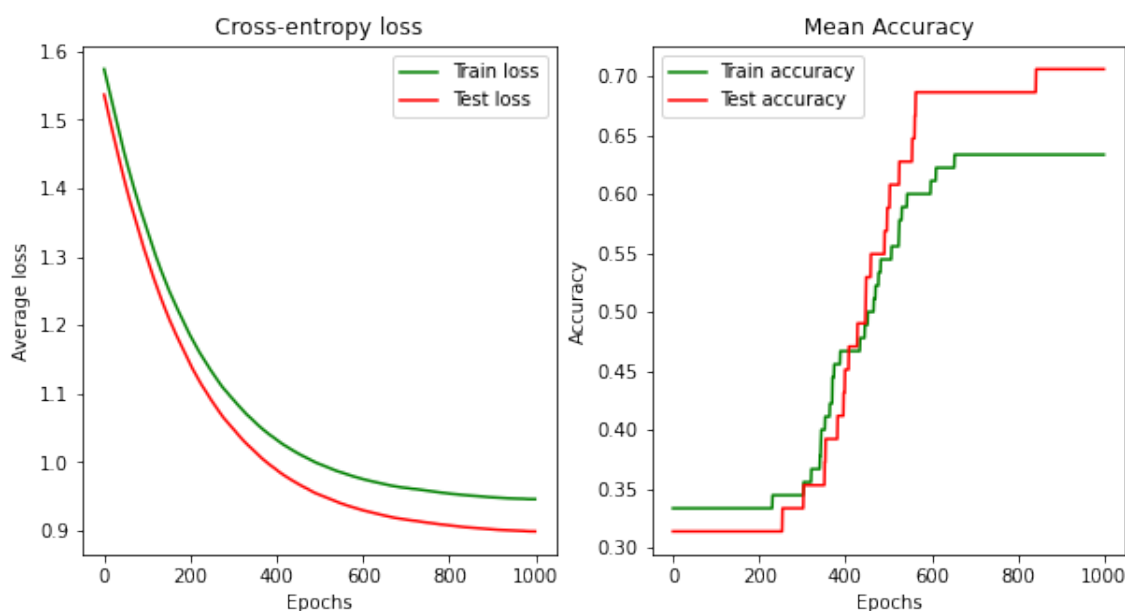 Cross-entropy loss
1.6
1.5
1.4
1.3
1.2
1.1
1.0
0.9
Average loss
Train loss
Test loss
0 200 400 600 800 1000
Epochs
Mean Accuracy
0.70
0.65
0.60
0.55
0.50
0.45
0.40
0.35
0.30
Accuracy
Train accuracy
Test accuracy
0 200 400 600 800 1000
Epochs